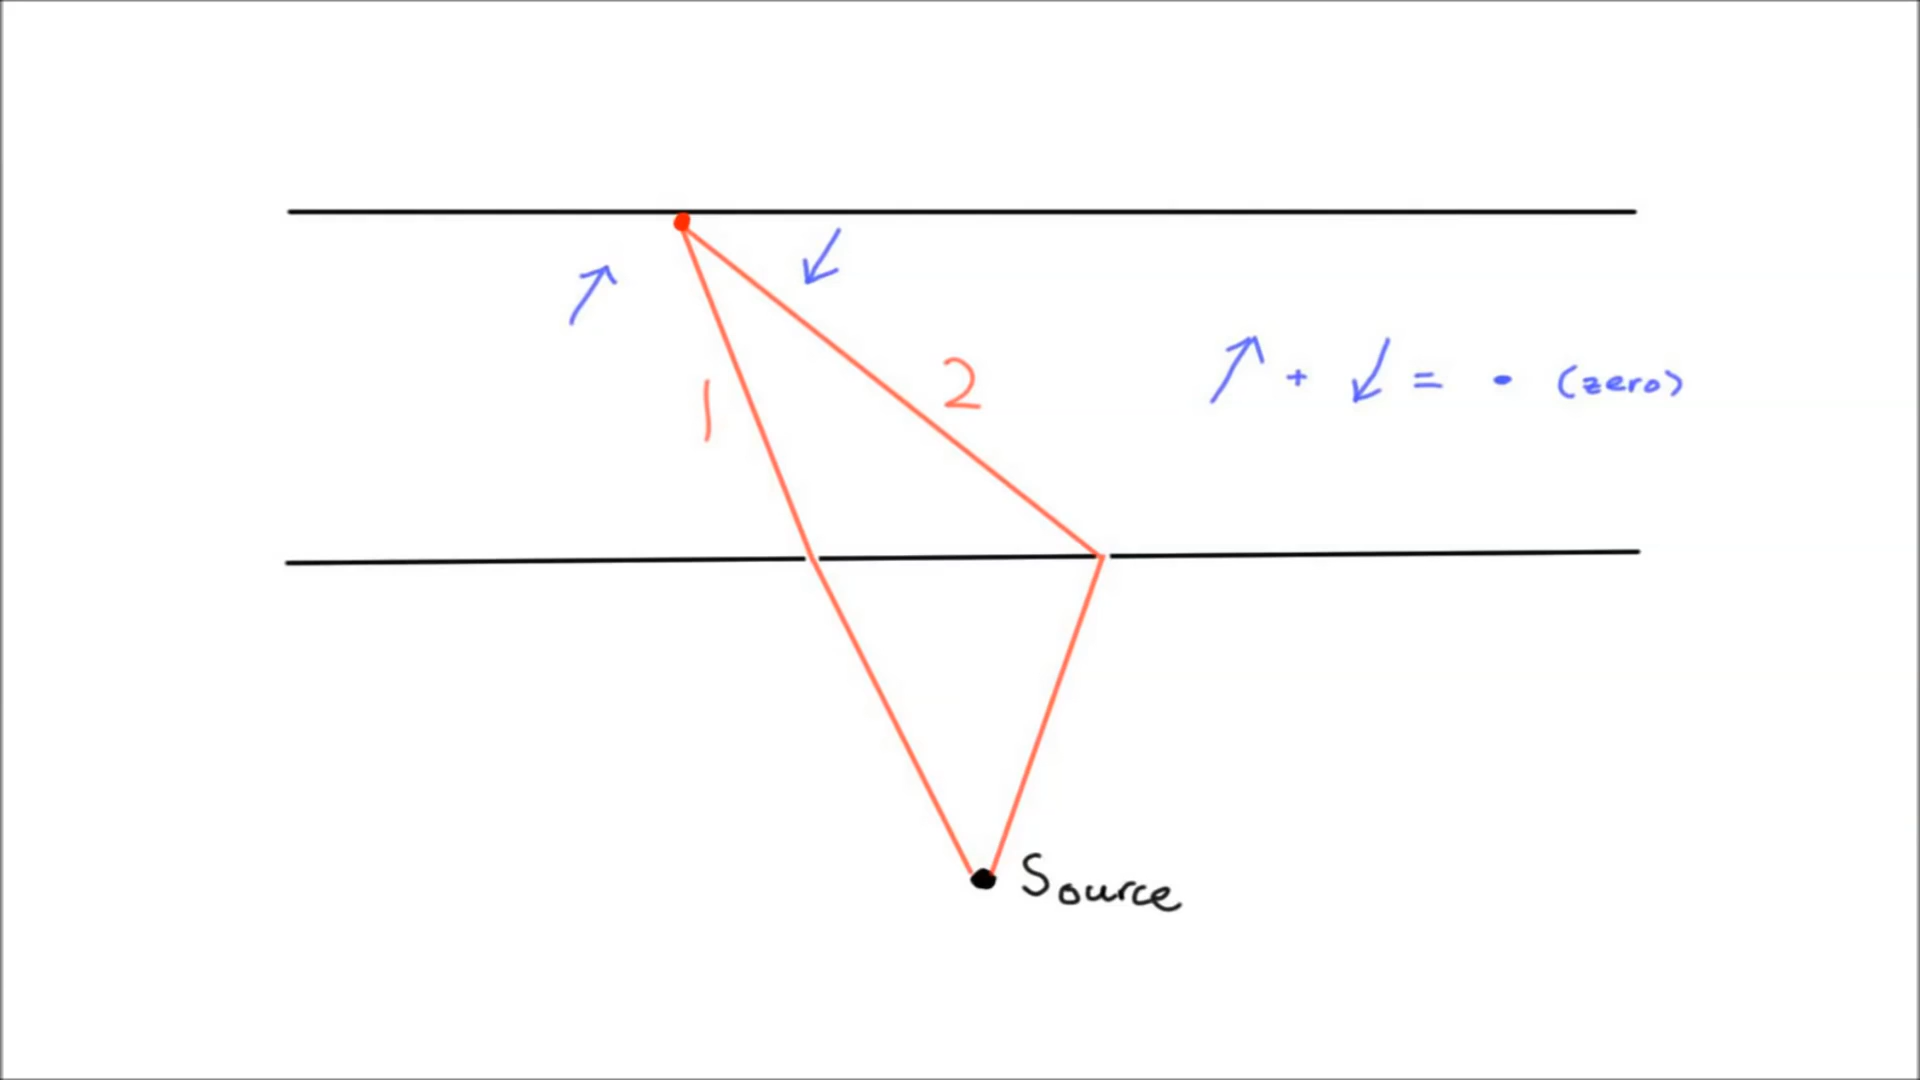 1
2
↗ + ↙ = • (zero)
Source